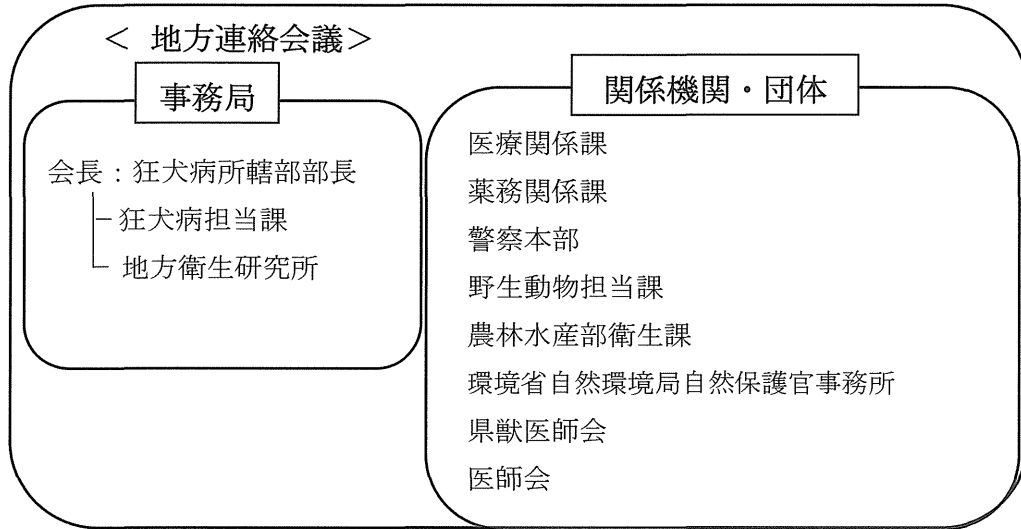 ＜ 地方連絡会議＞
事務局
会長：狂犬病所轄部部長
狂犬病担当課
地方衛生研究所
関係機関・団体
医療関係課
薬務関係課
警察本部
野生動物担当課
農林水産部衛生課
環境省自然環境局自然保護官事務所
県獣医師会
医師会